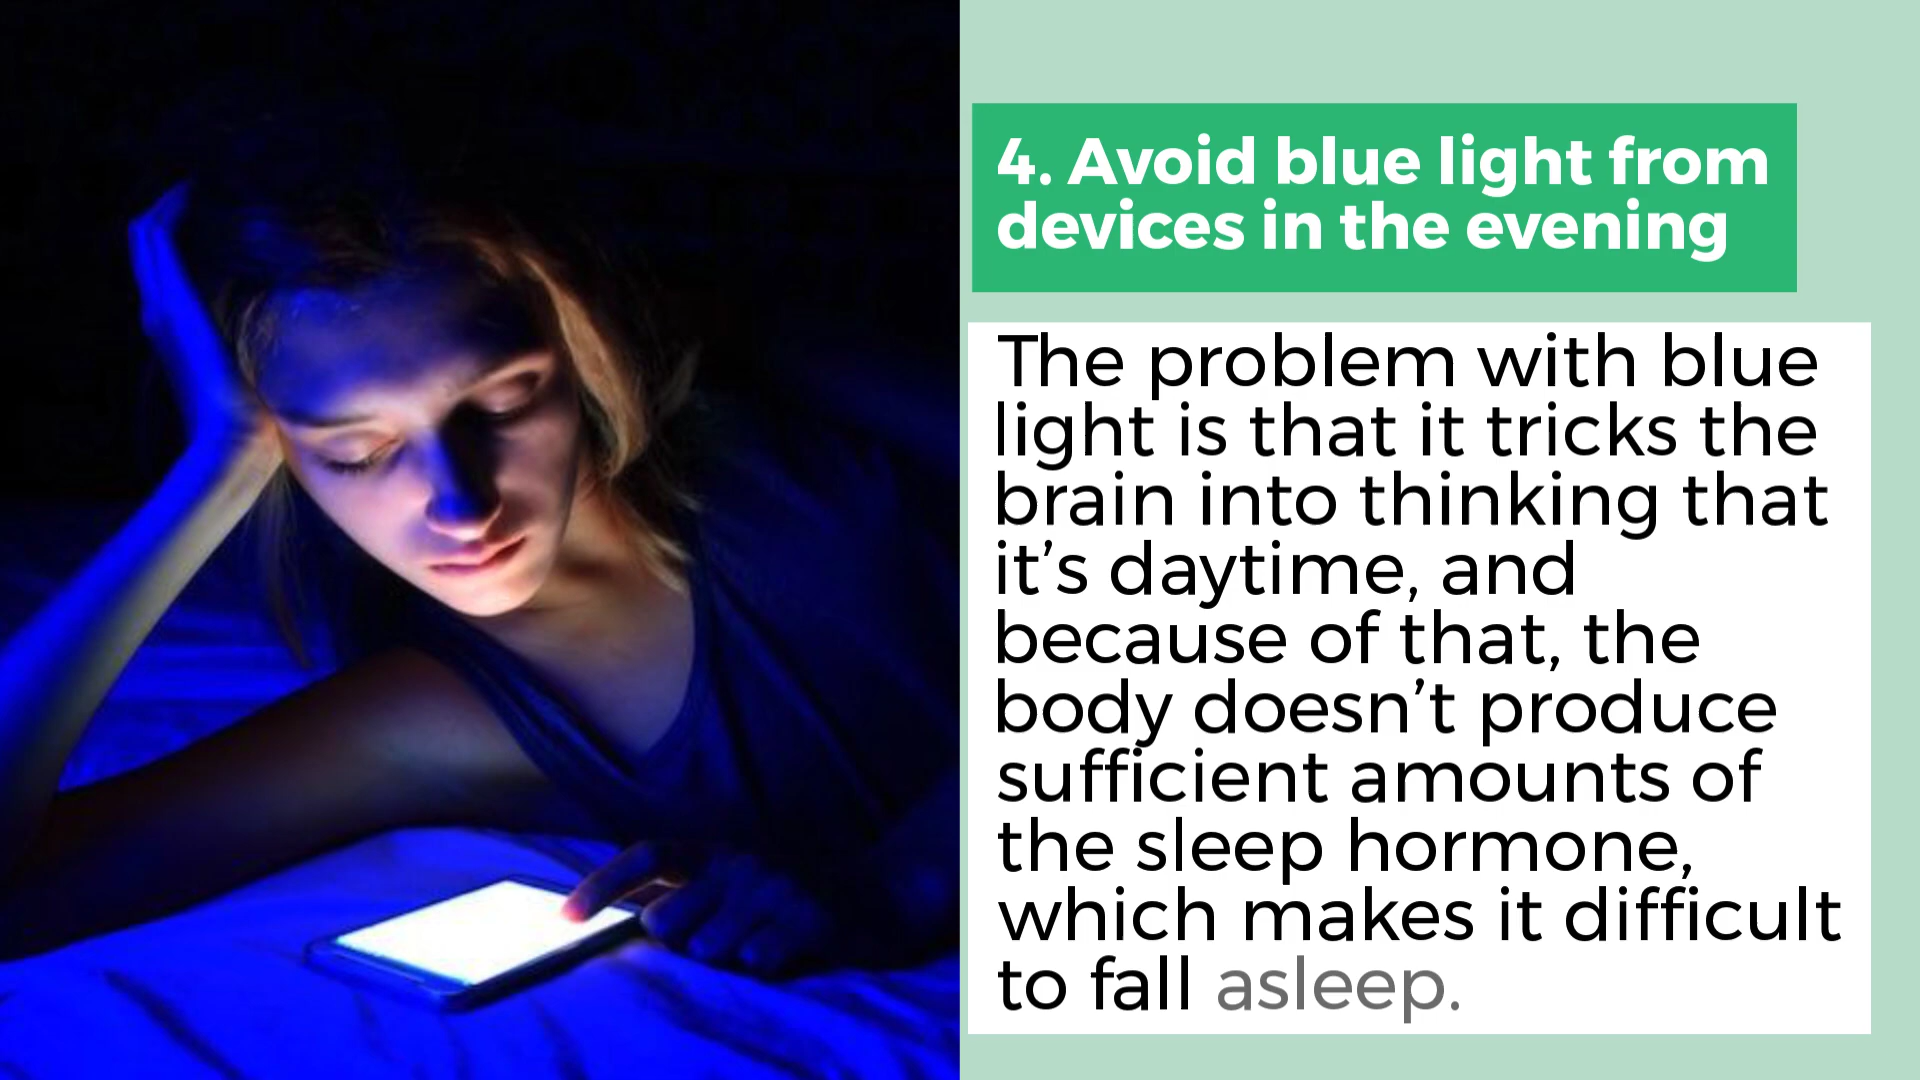 4. Avoid blue light from
devices in the evening
The problem with blue
light is that it tricks the
brain into thinking that
it’s daytime, and
because of that, the
body doesn’t produce
sufficient amounts of
the sleep hormone,
which makes it difficult
to fall asleep.